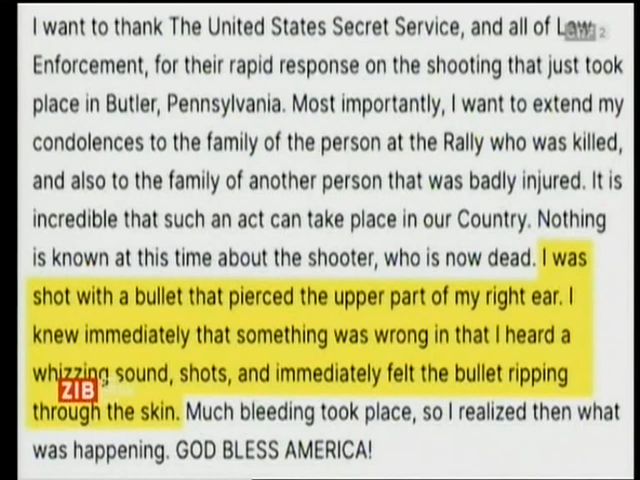 I want to thank The United States Secret Service, and all of Law
Enforcement, for their rapid response on the shooting that just took
place in Butler, Pennsylvania. Most importantly, I want to extend my
condolences to the family of the person at the Rally who was killed,
and also to the family of another person that was badly injured. It is
incredible that such an act can take place in our Country. Nothing
is known at this time about the shooter, who is now dead. I was
shot with a bullet that pierced the upper part of my right ear. I
knew immediately that something was wrong in that I heard a
whizzing sound, shots, and immediately felt the bullet ripping
ZIB
through the skin. Much bleeding took place, so I realized then what
was happening. GOD BLESS AMERICA!